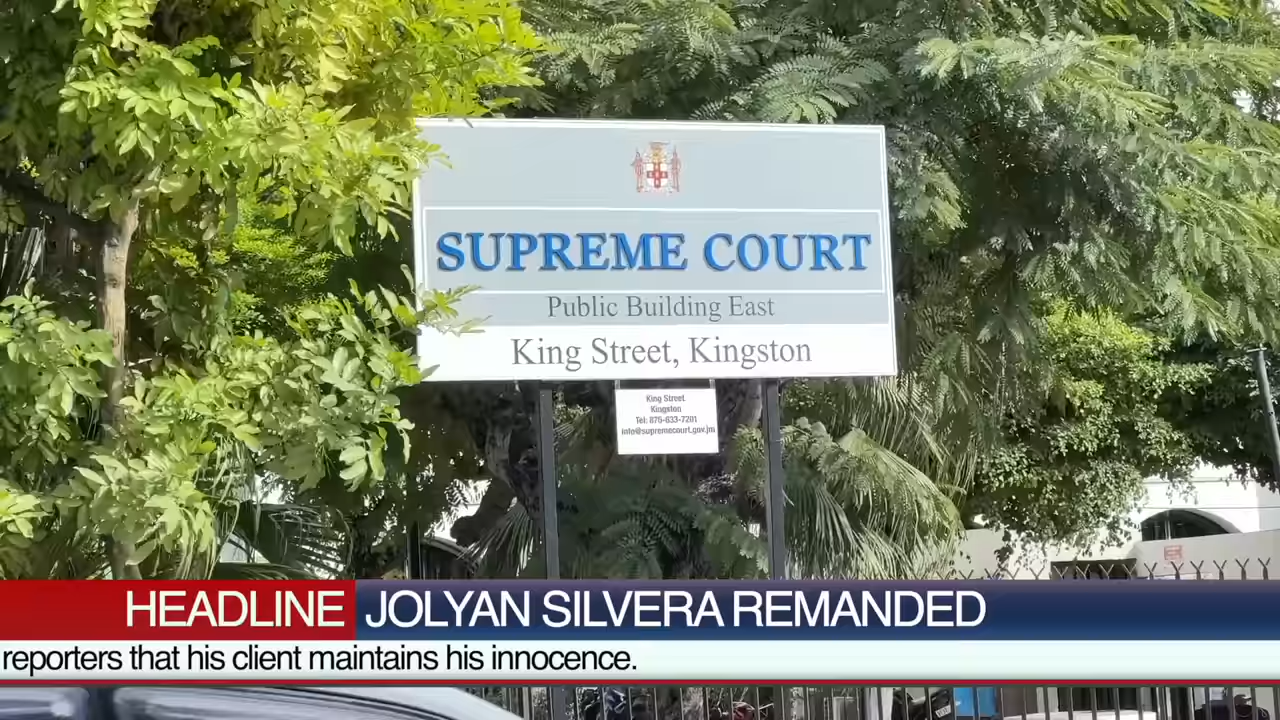 SUPREME COURT
Public Building East
King Street, Kingston
King Street
Kingston
Tel: 876-633-7201
info@supremecourt.gov.jm
HEADLINE JOLYAN SILVERA REMANDED
reporters that his client maintains his innocence.